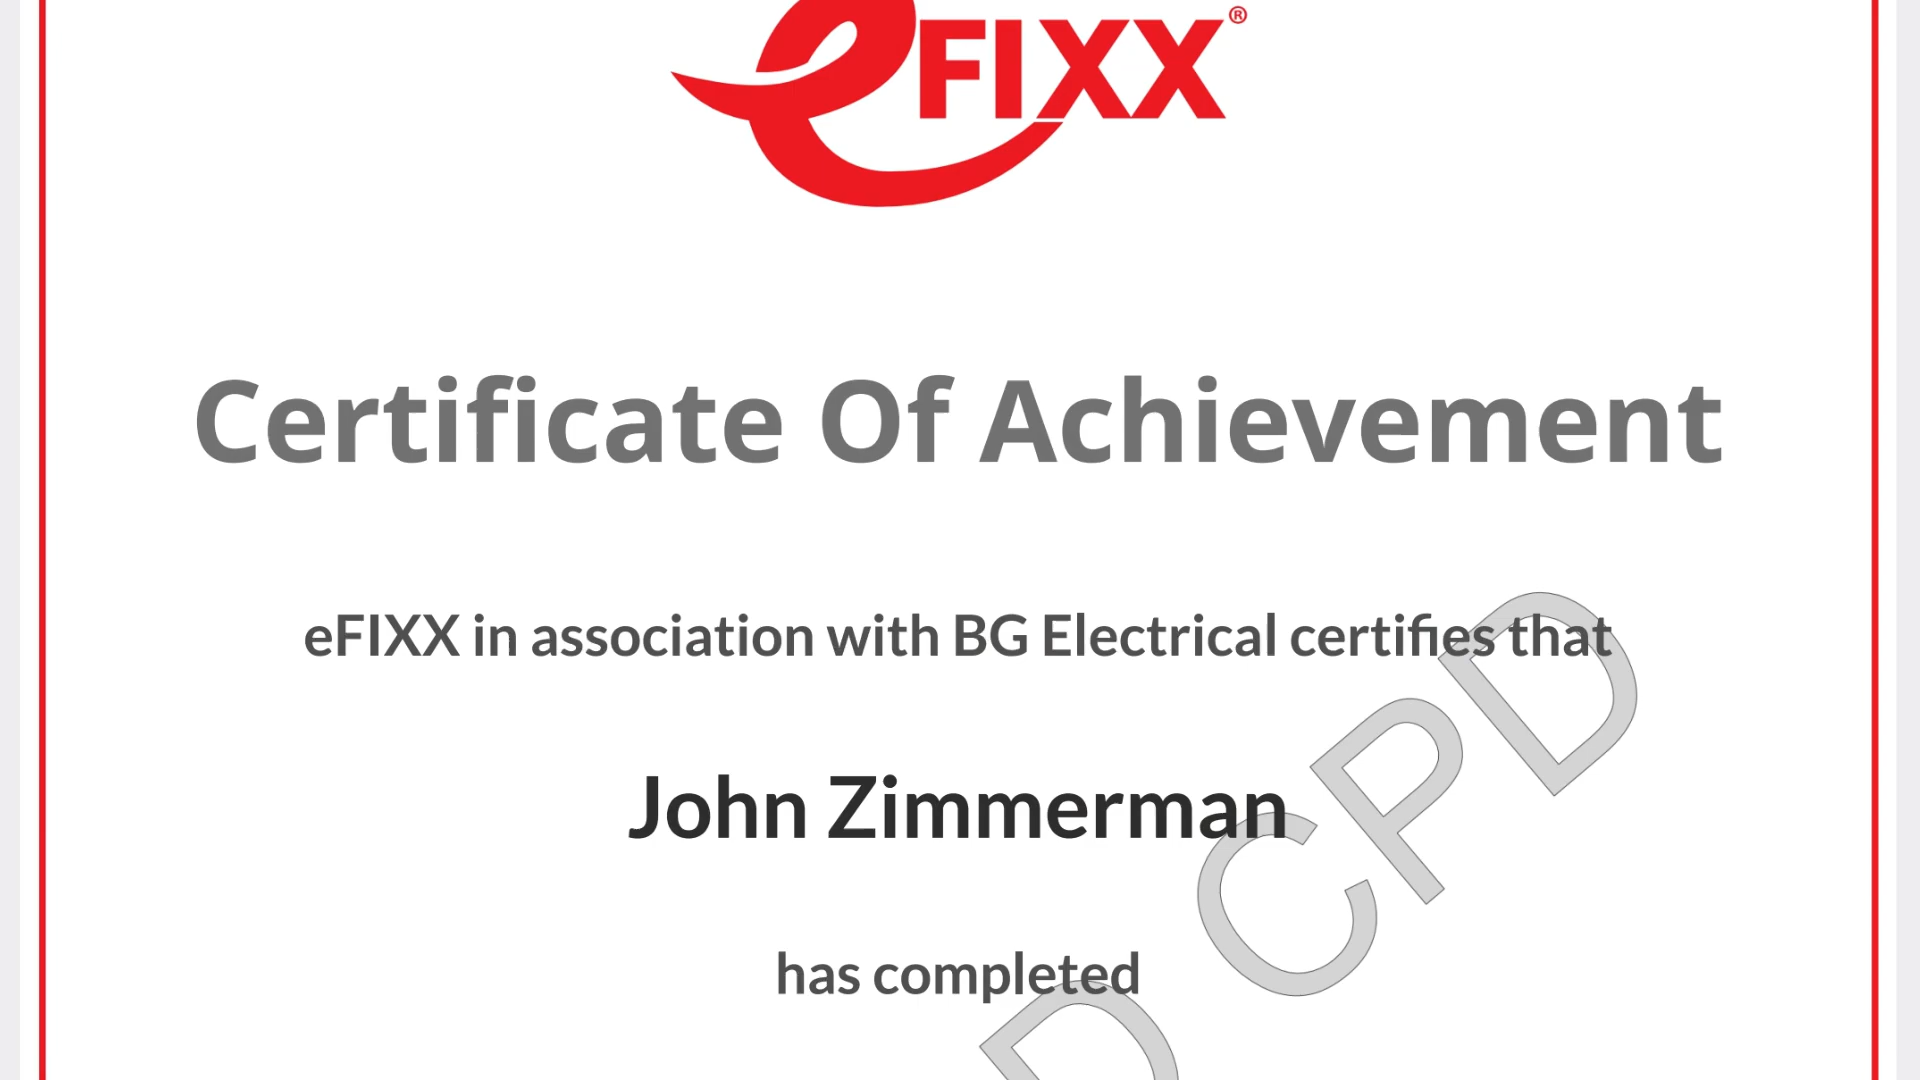 eFIXX®
Certificate Of Achievement
eFIXX in association with BG Electrical certifies that
John Zimmerman
has completed
D CPD